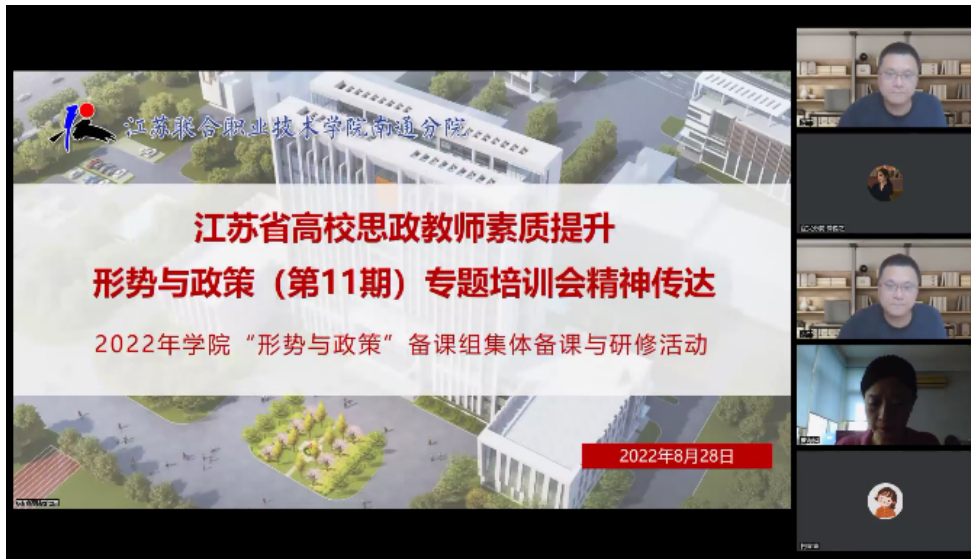 江苏联合职业技术学院南通分院
江苏省高校思政教师素质提升
形势与政策（第11期）专题培训会精神传达
2022年学院“形势与政策”备课组集体备课与研修活动
2022年8月28日